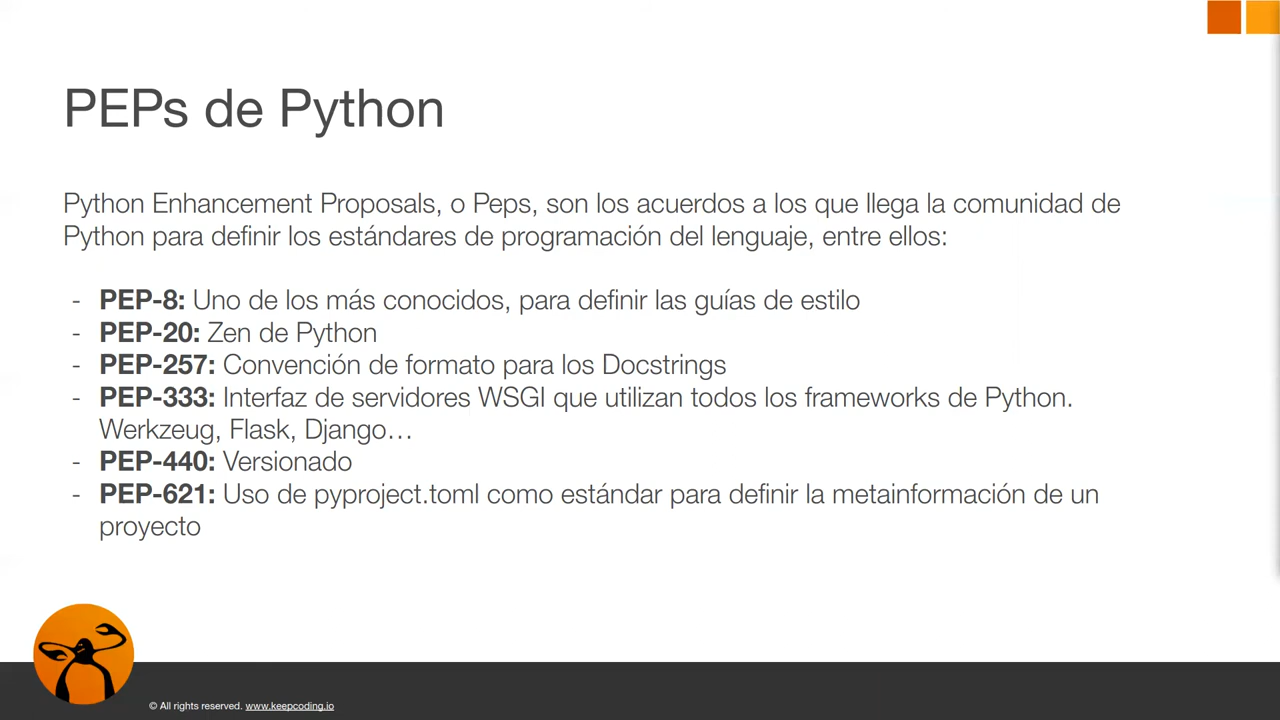 PEPs de Python
Python Enhancement Proposals, o Peps, son los acuerdos a los que llega la comunidad de
Python para definir los estándares de programación del lenguaje, entre ellos:
- PEP-8: Uno de los más conocidos, para definir las guías de estilo
- PEP-20: Zen de Python
- PEP-257: Convención de formato para los Docstrings
- PEP-333: Interfaz de servidores WSGI que utilizan todos los frameworks de Python.
Werkzeug, Flask, Django…
- PEP-440: Versionado
- PEP-621: Uso de pyproject.toml como estándar para definir la metainformación de un
proyecto
© All rights reserved. www.keepcoding.io